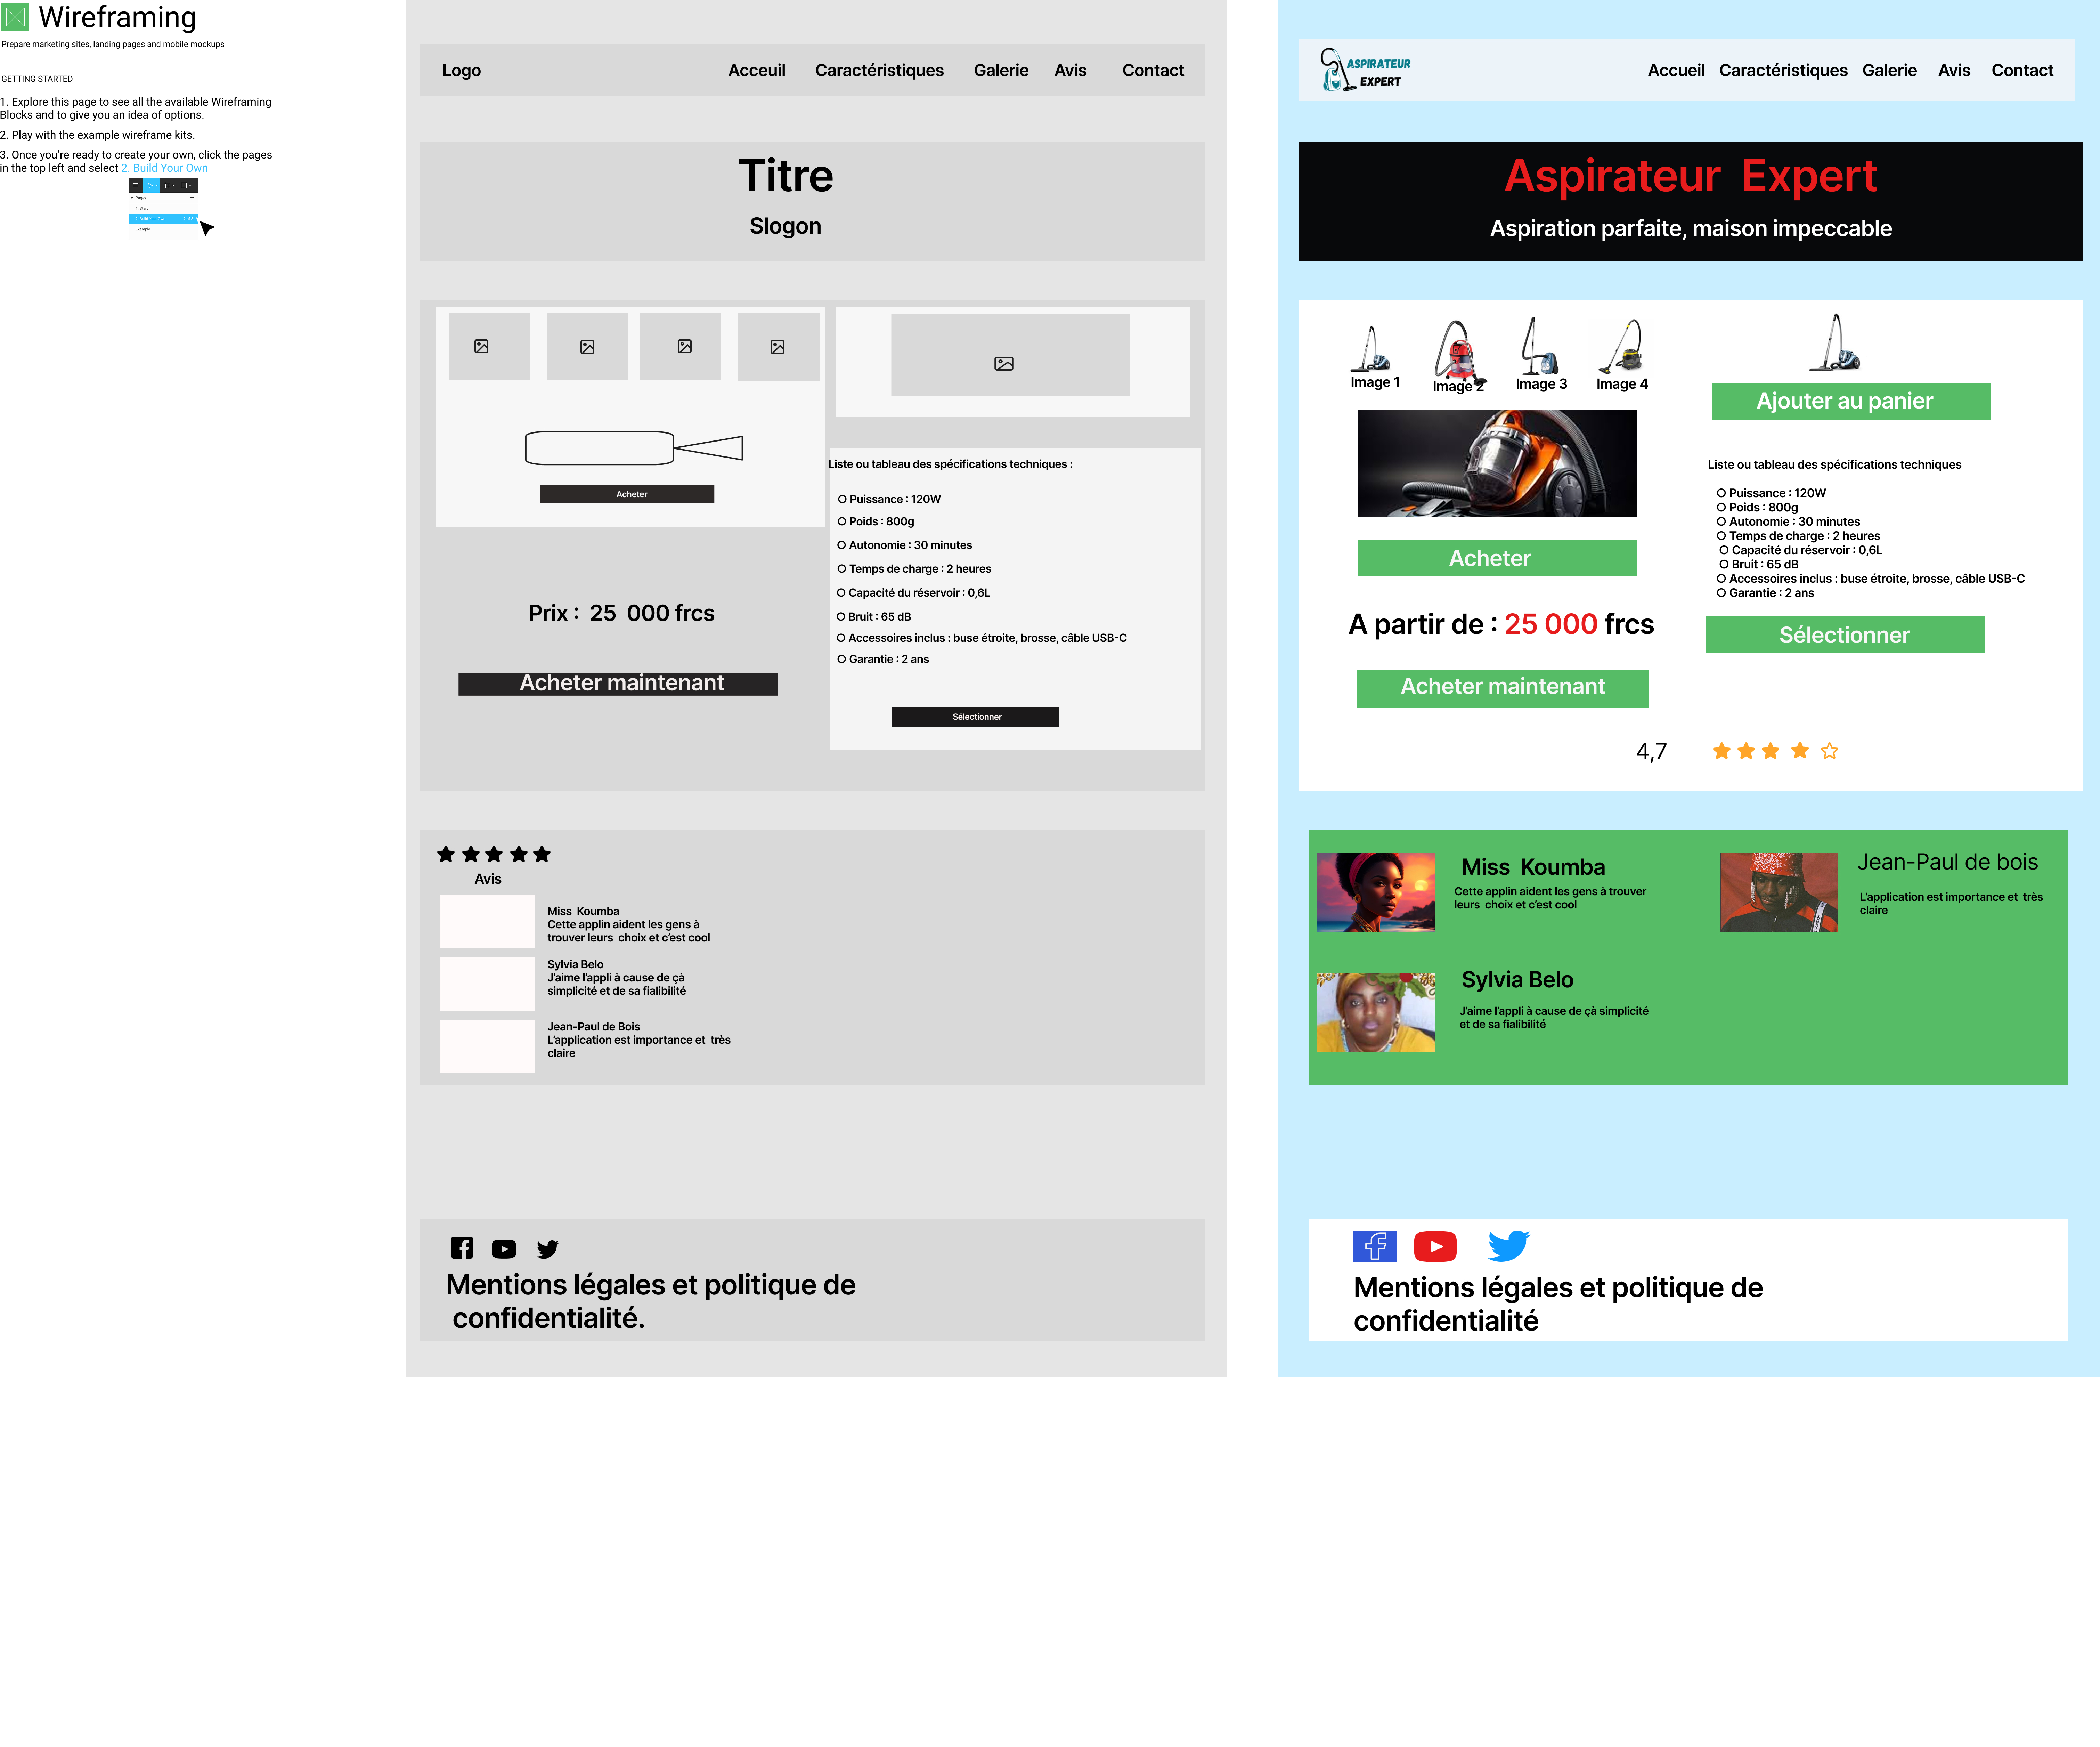 Wireframing
Prepare marketing sites, landing pages and mobile mockups
GETTING STARTED
1. Explore this page to see all the available Wireframing
Blocks and to give you an idea of options.
2. Play with the example wireframe kits.
3. Once you're ready to create your own, click the pages
in the top left and select 2. Build Your Own
Pages
1. Start
2. Build Your Own
Example
Logo
Acceuil
Caractéristiques
Galerie
Avis
Contact
Titre
Slogon
Acheter
Prix : 25 000 frcs
Acheter maintenant
Liste ou tableau des spécifications techniques :
O Puissance : 120W
O Poids : 800g
O Autonomie : 30 minutes
O Temps de charge : 2 heures
O Capacité du réservoir : 0,6L
O Bruit : 65 dB
O Accessoires inclus : buse étroite, brosse, câble USB-C
O Garantie : 2 ans
Sélectionner
Avis
Miss Koumba
Cette applin aident les gens à
trouver leurs choix et c'est cool
Sylvia Belo
J'aime l'appli à cause de çà
simplicité et de sa fialibilité
Jean-Paul de Bois
L'application est importance et très
claire
Mentions légales et politique de
confidentialité.
ASPIRATEUR
EXPERT
Accueil
Caractéristiques
Galerie
Avis
Contact
Aspirateur Expert
Aspiration parfaite, maison impeccable
Image 1
Image 2
Image 3
Image 4
Acheter
A partir de : 25 000 frcs
Acheter maintenant
Ajouter au panier
Liste ou tableau des spécifications techniques
O Puissance : 120W
O Poids : 800g
O Autonomie : 30 minutes
O Temps de charge : 2 heures
O Capacité du réservoir : 0,6L
O Bruit : 65 dB
O Accessoires inclus : buse étroite, brosse, câble USB-C
O Garantie : 2 ans
Sélectionner
4,7
Miss Koumba
Cette applin aident les gens à trouver
leurs choix et c'est cool
Jean-Paul de bois
L'application est importance et très
claire
Sylvia Belo
J'aime l'appli à cause de çà simplicité
et de sa fialibilité
Mentions légales et politique de
confidentialité